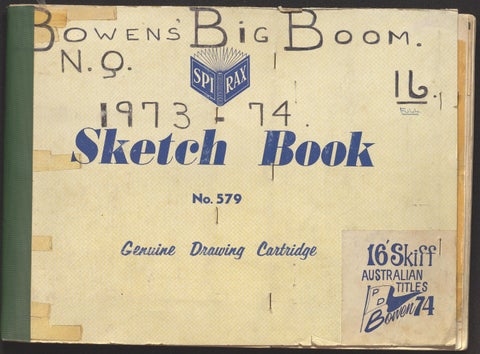 BOWENS' BIG BOOM.
N.Q.
SPIRAX
16.
1973-74
Sketch Book
No. 579
Genuine Drawing Cartridge
16' Skiff
AUSTRALIAN
TITLES
P
D
Bowen 74